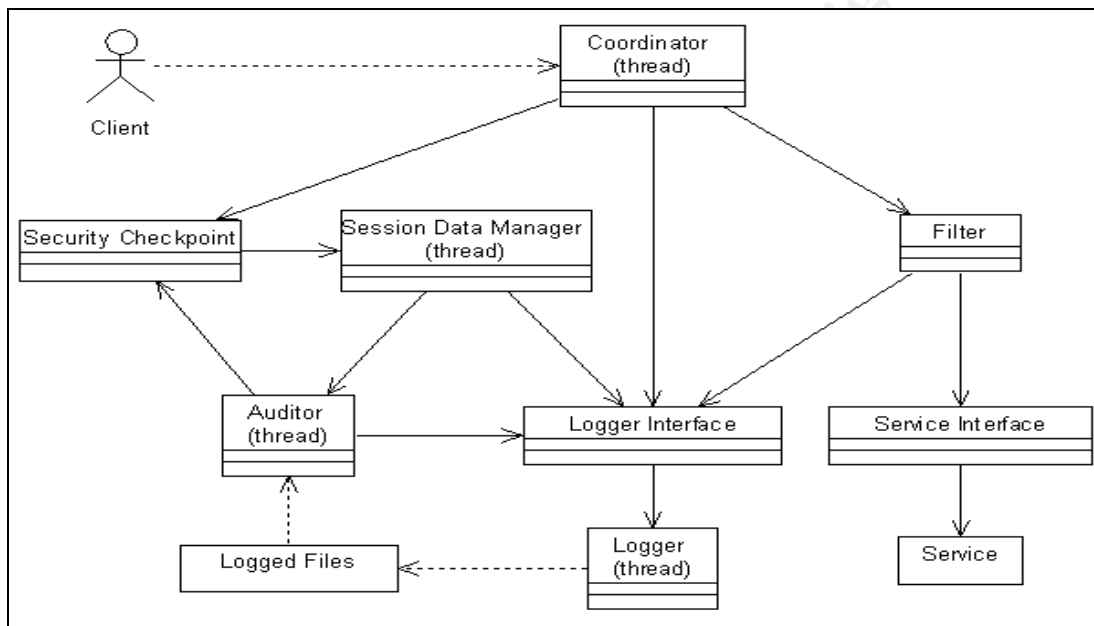 Coordinator
(thread)
Client
Security Checkpoint
Session Data Manager
(thread)
Filter
Auditor
(thread)
Logger Interface
Service Interface
Logged Files
Logger
(thread)
Service